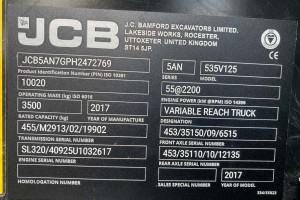 JCB
J.C. BAMFORD EXCAVATORS LIMITED.
LAKESIDE WORKS, ROCESTER,
UTTOXETER UNITED KINGDOM
ST14 5JP.
JCB5AN7GPH2472769
Product Identification Number (PIN) ISO 10261
10020
OPERATING MASS (kg) ISO 6016
3500 2017
RATED CAPACITY (kg) YEAR OF MANUFACTURE
455/M2913/02/19902
TRANSMISSION SERIAL NUMBER
SL320/40925U1032617
ENGINE SERIAL NUMBER
HOMOLOGATION NUMBER
5AN 535V125
SERIES MODEL
55@2200
ENGINE POWER (kW @RPM) ISO 14396
VARIABLE REACH TRUCK
DESIGNATION
453/35150/09/6515
FRONT AXLE SERIAL NUMBER
453/35110/10/12135
REAR AXLE SERIAL NUMBER
2017
SALES SPECIAL NUMBER YEAR OF MODEL